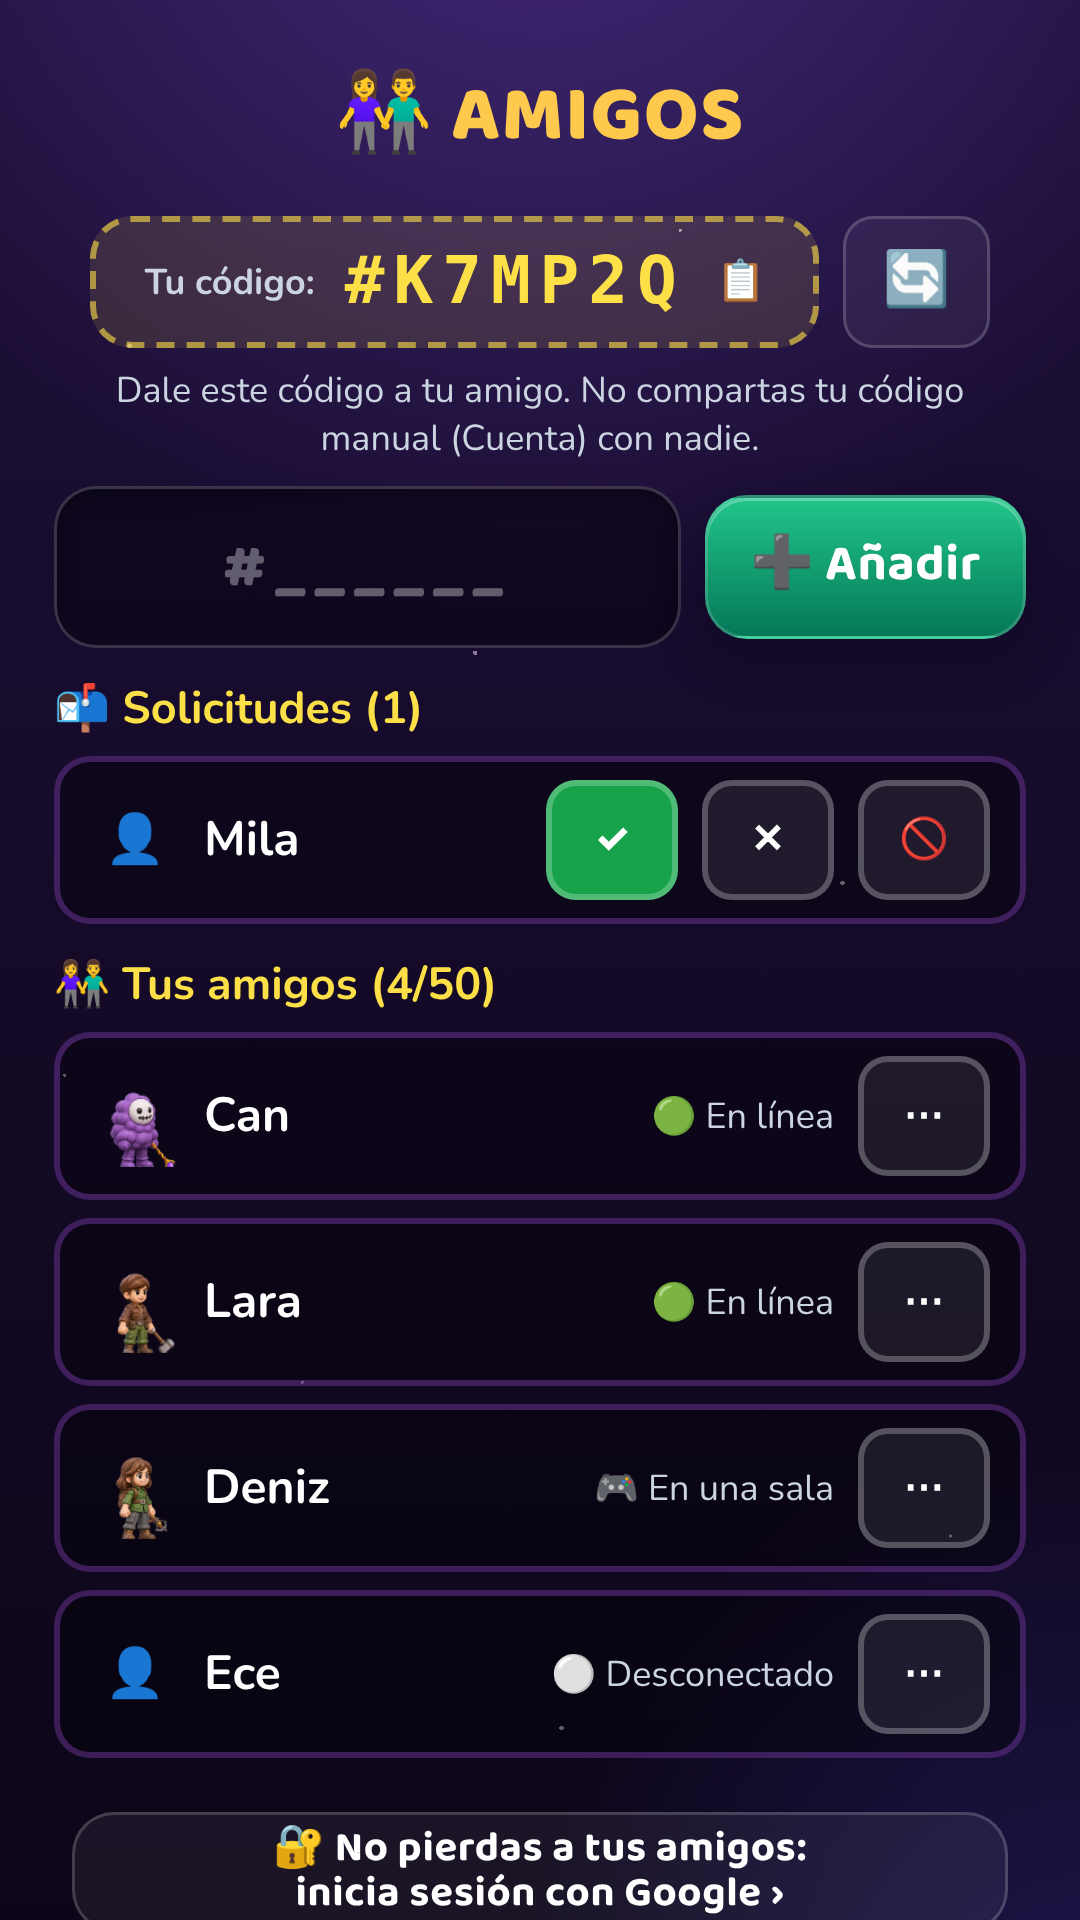 AMIGOS
Tu código: #K7MP2Q
Dale este código a tu amigo. No compartas tu código
manual (Cuenta) con nadie.
#______
Añadir
Solicitudes (1)
Mila
Tus amigos (4/50)
Can
En línea
...
Lara
En línea
...
Deniz
En una sala
...
Ece
Desconectado
...
No pierdas a tus amigos:
inicia sesión con Google ›